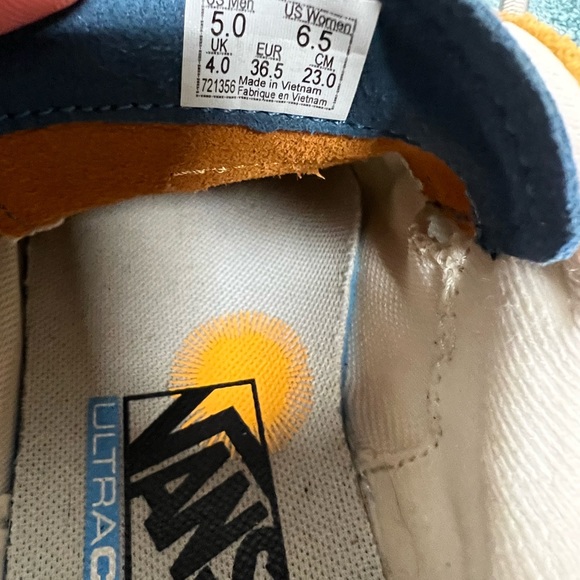 US Men US Women
5.0 6.5
UK EUR CM
4.0 36.5 23.0
721356 Made in Vietnam
Fabrique en Vietnam
VANS
ULTRAC